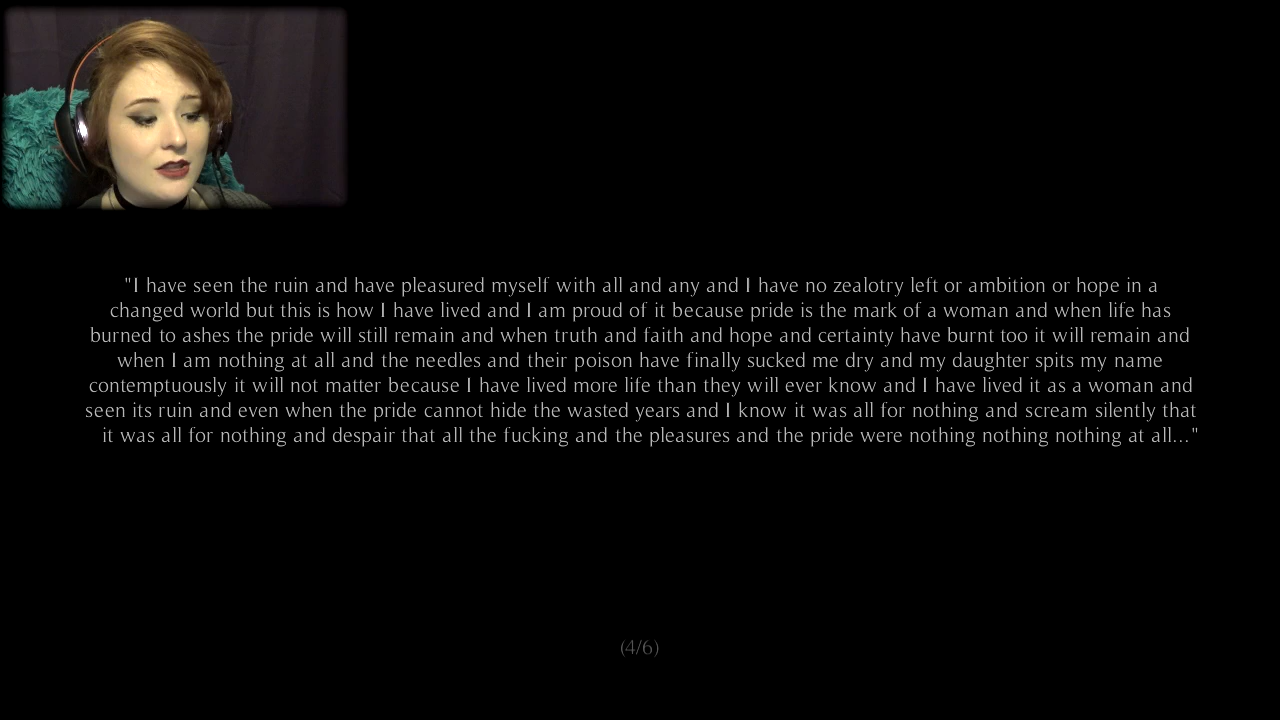 "I have seen the ruin and have pleasured myself with all and any and I have no zealotry left or ambition or hope in a
changed world but this is how I have lived and I am proud of it because pride is the mark of a woman and when life has
burned to ashes the pride will still remain and when truth and faith and hope and certainty have burnt too it will remain and
when I am nothing at all and the needles and their poison have finally sucked me dry and my daughter spits my name
contemptuously it will not matter because I have lived more life than they will ever know and I have lived it as a woman and
seen its ruin and even when the pride cannot hide the wasted years and I know it was all for nothing and scream silently that
it was all for nothing and despair that all the fucking and the pleasures and the pride were nothing nothing nothing at all..."
(4/6)